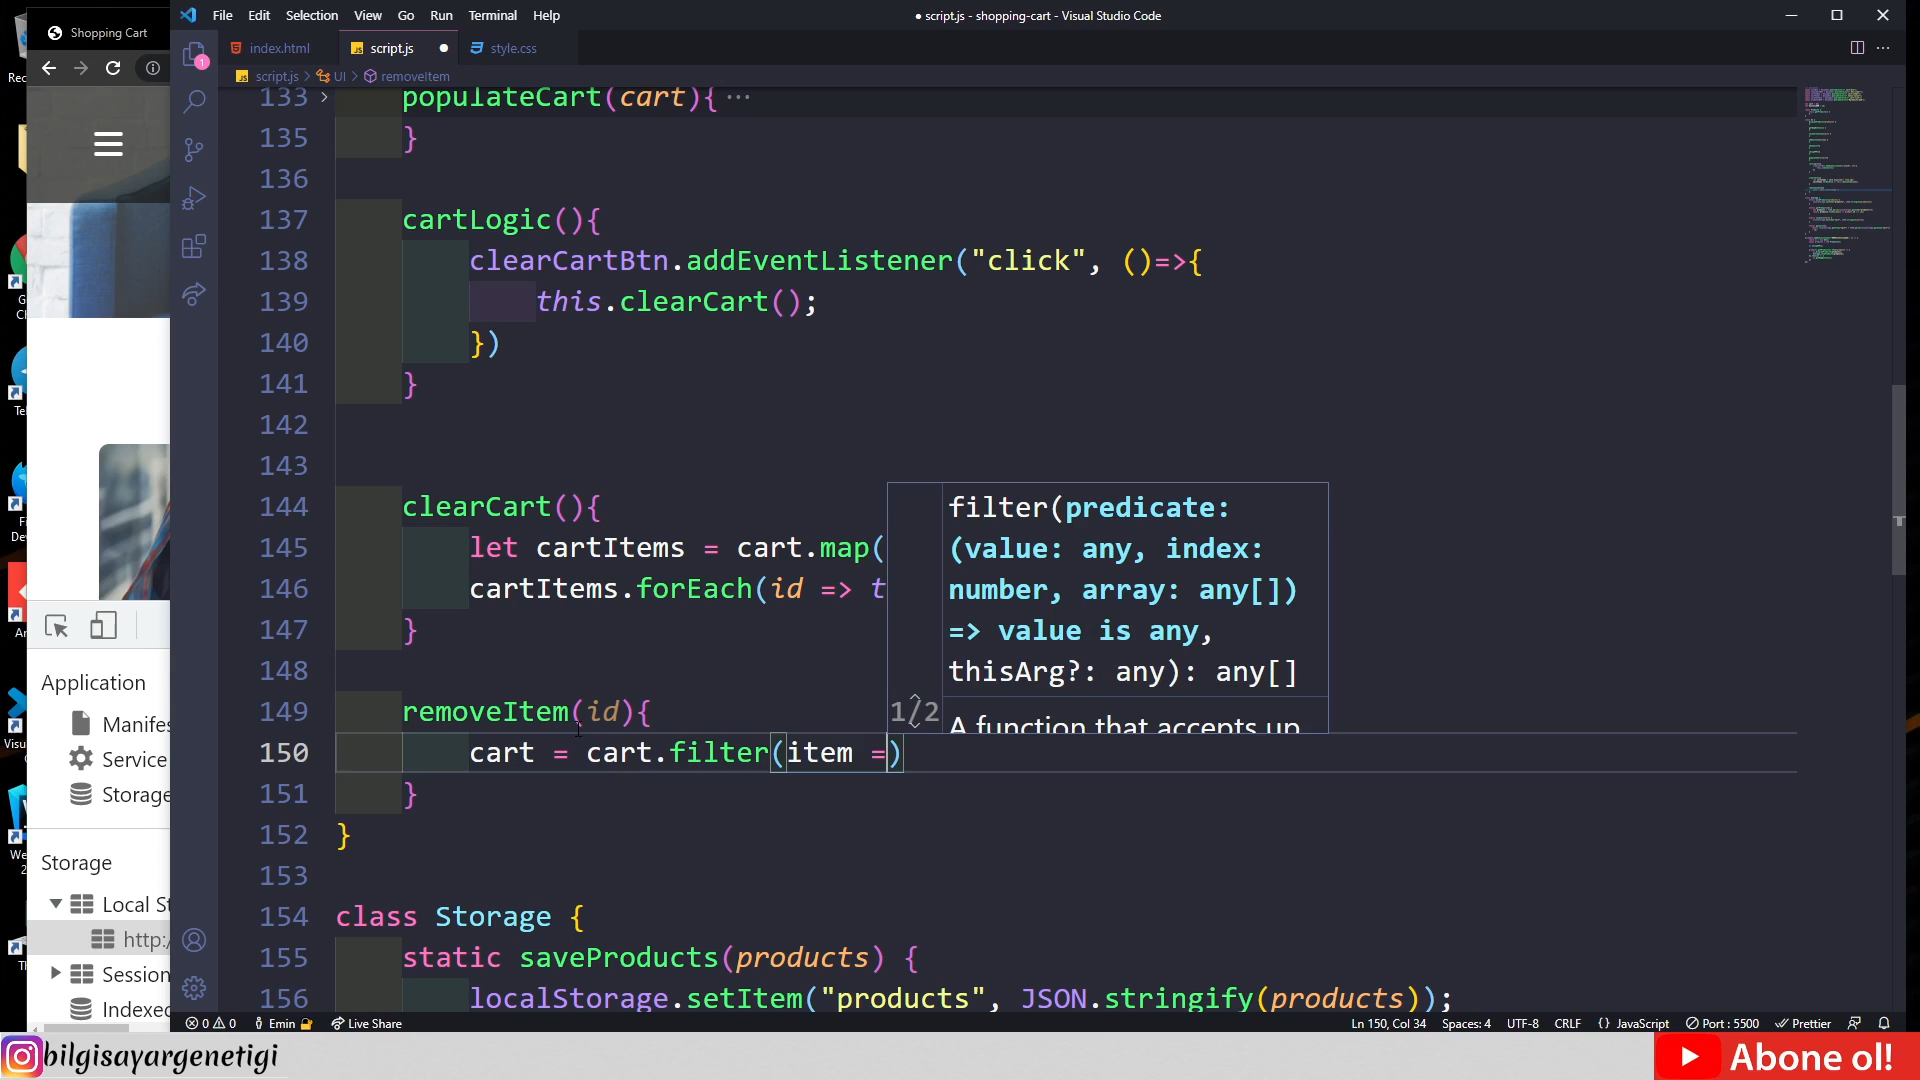 Shopping Cart
File Edit Selection View Go Run Terminal Help
● script.js - shopping-cart - Visual Studio Code
index.html script.js style.css
script.js > UI > removeItem
133 populateCart(cart){ ...
135 }
136
137 cartLogic(){
138 clearCartBtn.addEventListener("click", ()=>{
139 this.clearCart();
140 })
141 }
142
143
144 clearCart(){
145 let cartItems = cart.map(
146 cartItems.forEach(id => t
147 }
148
149 removeItem(id){
150 cart = cart.filter(item =)
151 }
152 }
153
154 class Storage {
155 static saveProducts(products) {
156 localStorage.setItem("products", JSON.stringify(products));
filter(predicate:
(value: any, index:
number, array: any[])
=> value is any,
thisArg?: any): any[]
1/2
A function that accepts up
Application
Manifes
Service
Storage
Storage
Local St
http:/
Session
Indexed
0 0 Emin Live Share
Ln 150, Col 34 Spaces: 4 UTF-8 CRLF {} JavaScript Port : 5500 Prettier
bilgisayargenetigi
Abone ol!